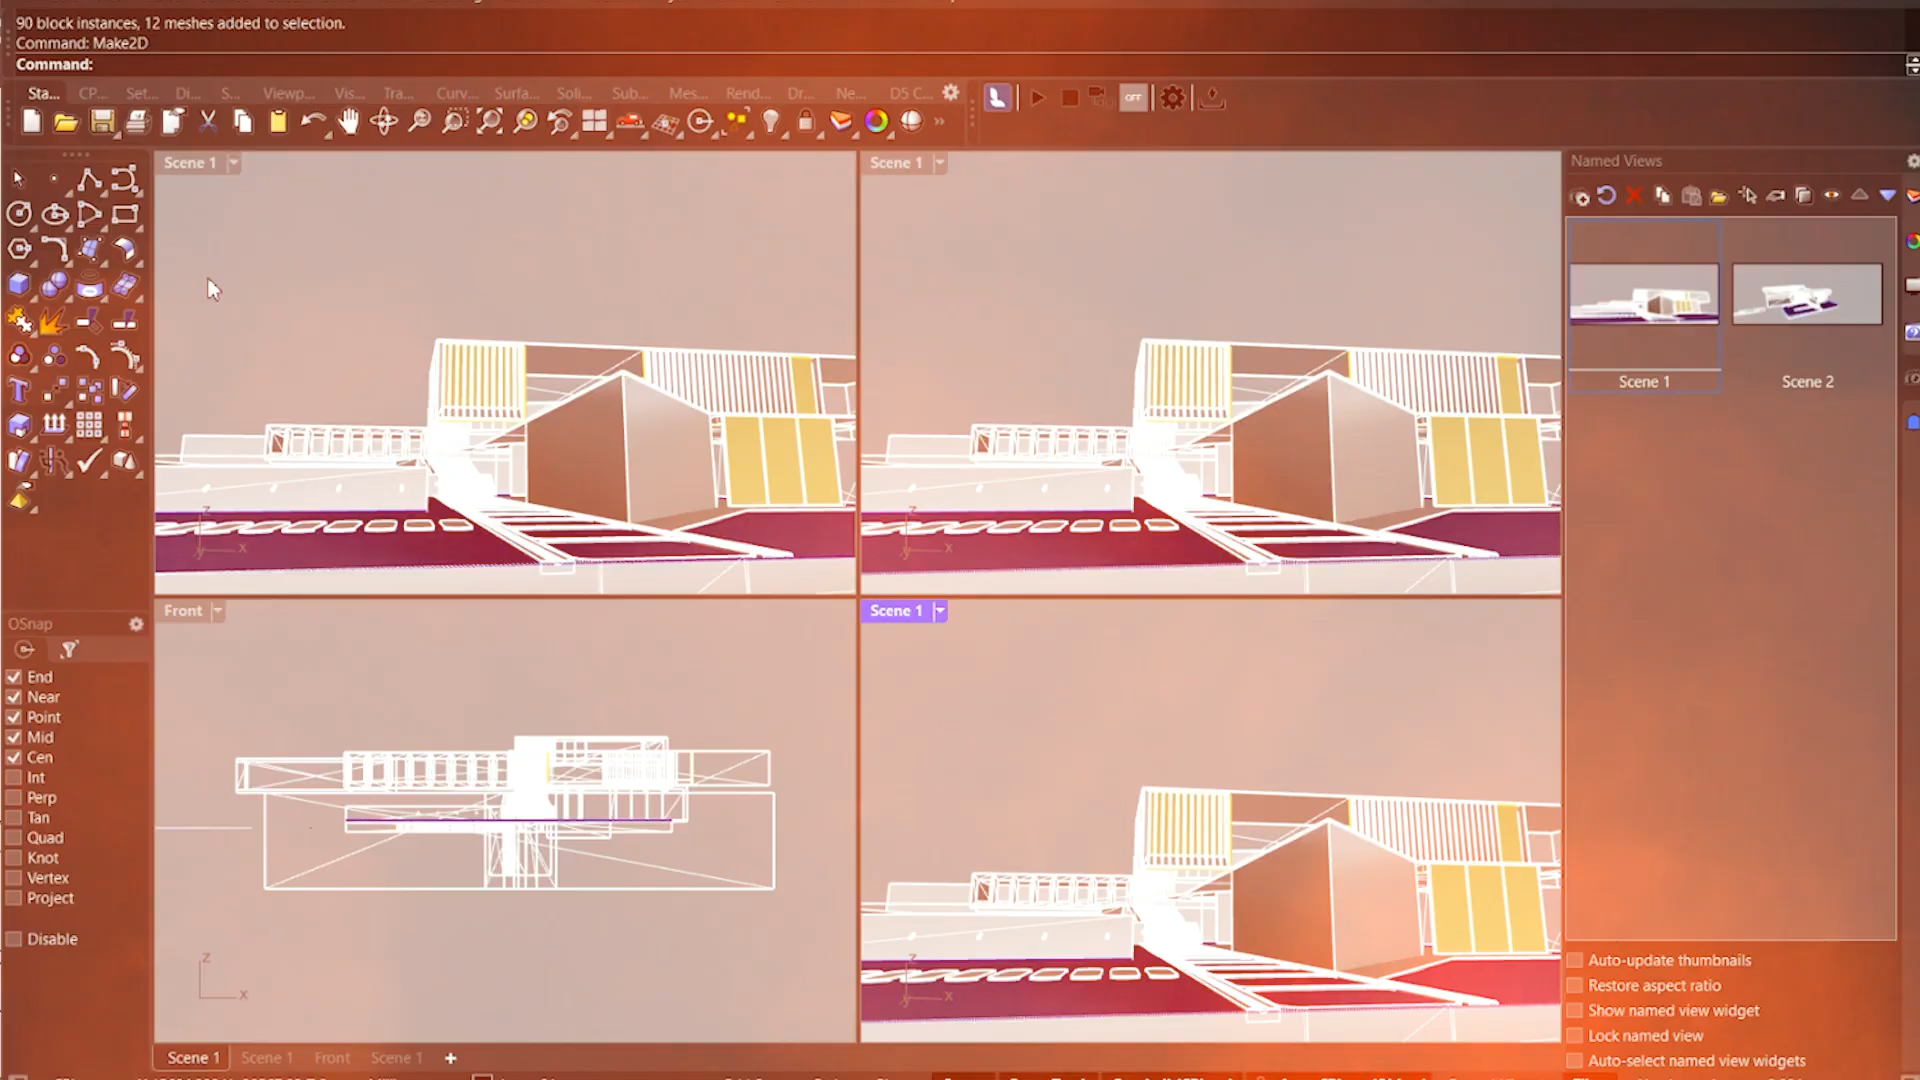 90 block instances, 12 meshes added to selection.
Command: Make2D
Command:
Sta... CP... Set... Di... S... Viewp... Vis... Tra... Curv... Surfa... Soli... Sub... Mes... Rend... Dr... Ne... D5 C...
OFF
Scene 1
Scene 1
Named Views
Scene 1
Scene 2
z
y
x
z
y
x
Front
Scene 1
OSnap
End
Near
Point
Mid
Cen
Int
Perp
Tan
Quad
Knot
Vertex
Project
Disable
z
x
z
y
x
Auto-update thumbnails
Restore aspect ratio
Show named view widget
Lock named view
Auto-select named view widgets
Scene 1 Scene 1 Front Scene 1